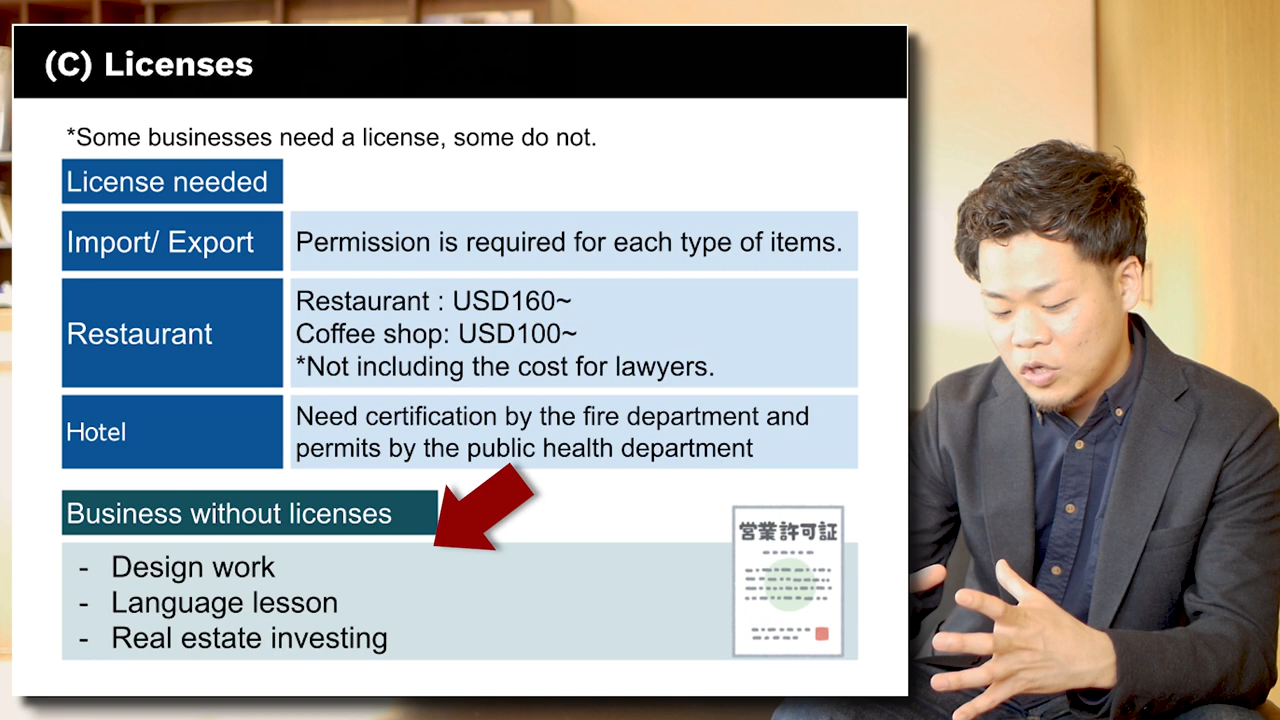 (C) Licenses
*Some businesses need a license, some do not.
License needed
Import/ Export
Permission is required for each type of items.
Restaurant
Restaurant : USD160~
Coffee shop: USD100~
*Not including the cost for lawyers.
Hotel
Need certification by the fire department and
permits by the public health department
Business without licenses
- Design work
- Language lesson
- Real estate investing
営業許可証